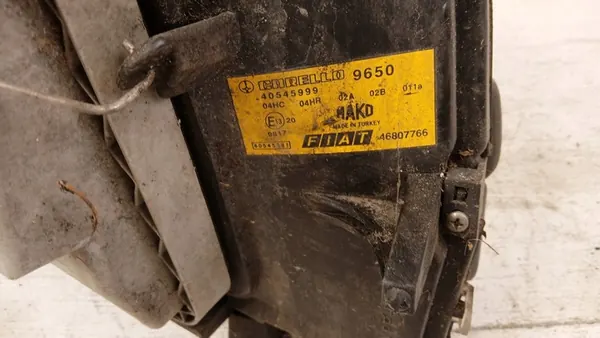 CARELLO 9650
40545999
04HC 04HR 02A 02B 011a
E13 20 MAKO
MADE IN TURKEY
FIAT 46807766